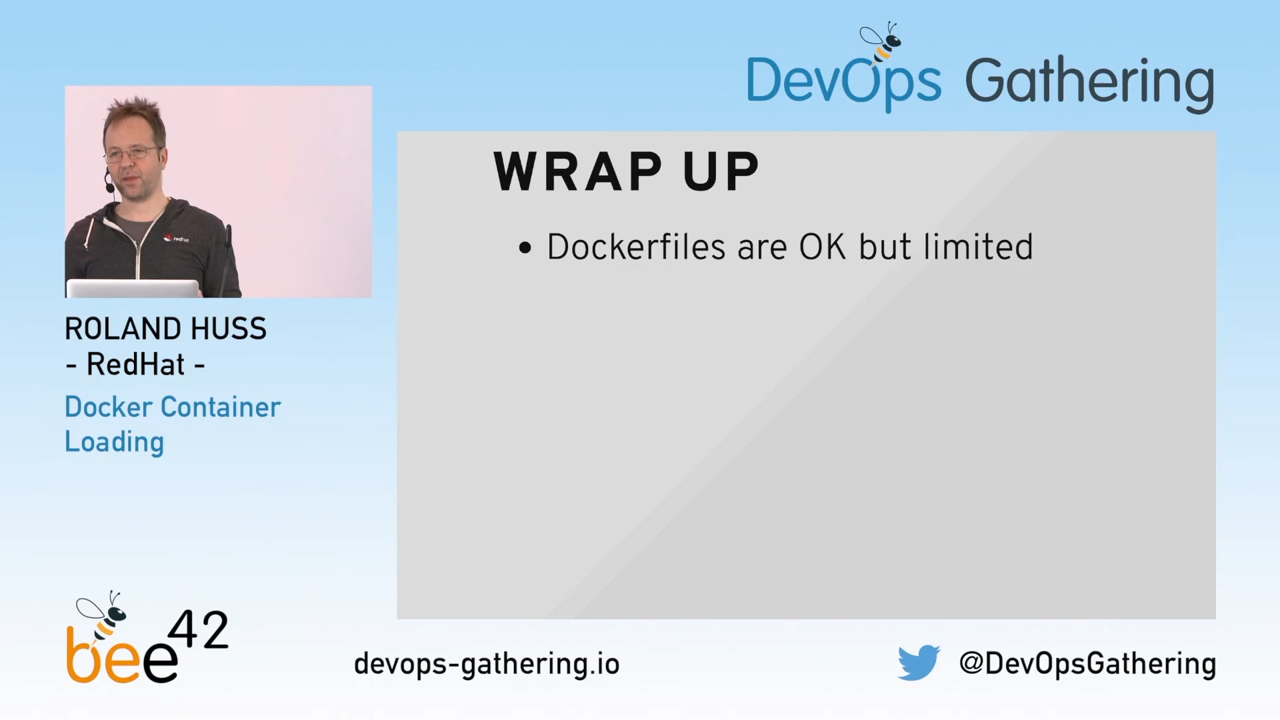 DevOps Gathering
WRAP UP
• Dockerfiles are OK but limited
redhat
ROLAND HUSS
- RedHat -
Docker Container
Loading
bee42
devops-gathering.io
@DevOpsGathering